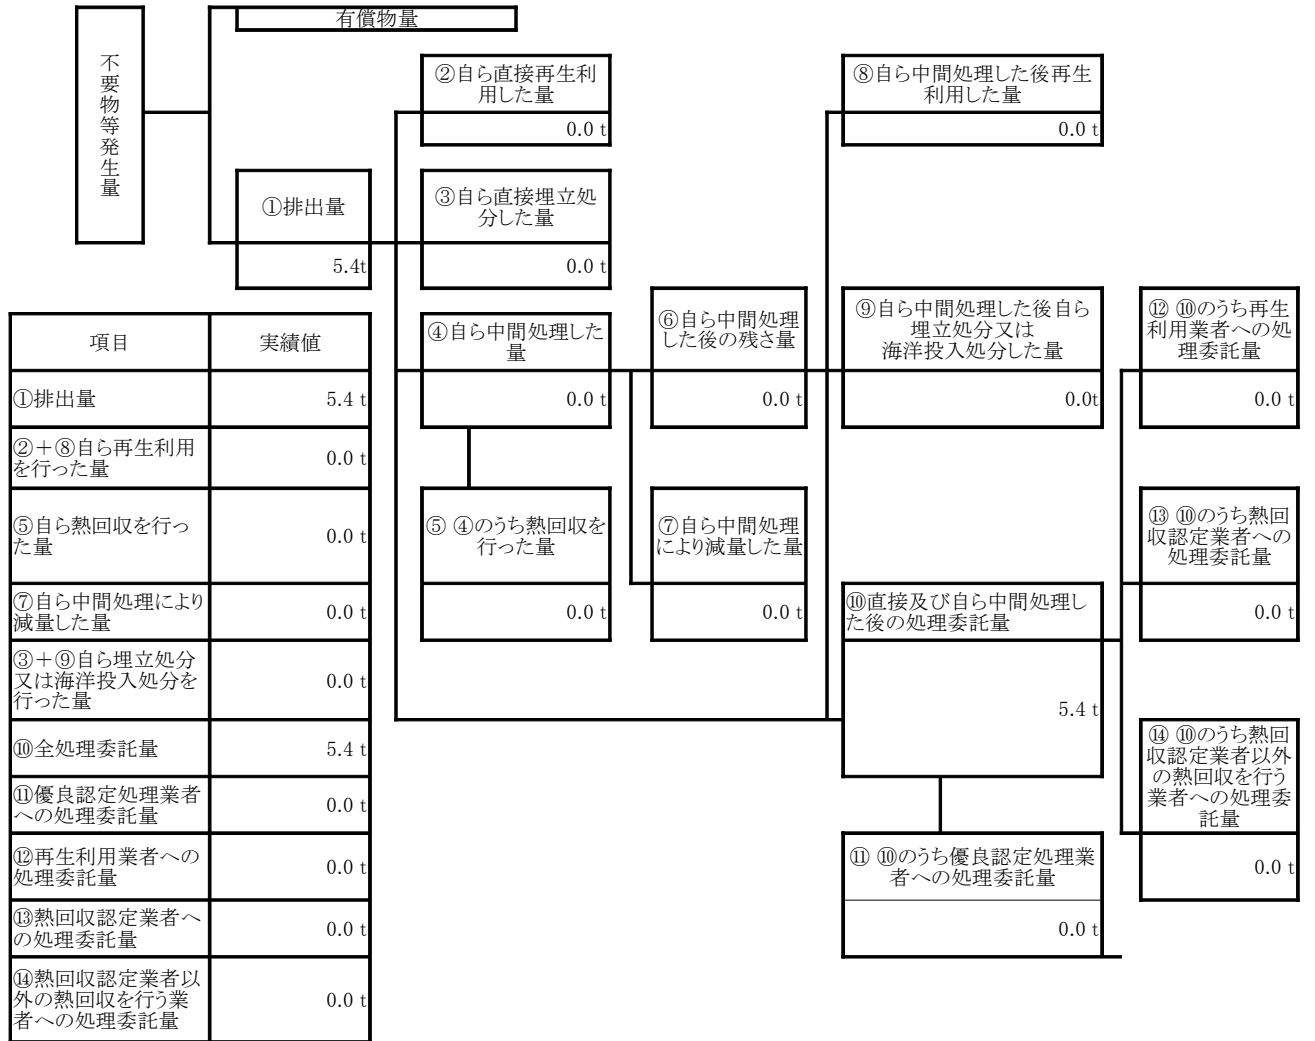 有償物量
不要物等発生量
②自ら直接再生利
用した量
0.0 t
⑧自ら中間処理した後再生
利用した量
0.0 t
①排出量
5.4t
③自ら直接埋立処
分した量
0.0 t
④自ら中間処理した
量
0.0 t
⑥自ら中間処理
した後の残さ量
0.0 t
⑨自ら中間処理した後自ら
埋立処分又は
海洋投入処分した量
0.0t
⑫ ⑩のうち再生
利用業者への処
理委託量
0.0 t
⑤ ④のうち熱回収を
行った量
0.0 t
⑦自ら中間処理
により減量した量
0.0 t
⑬ ⑩のうち熱回
収認定業者への
処理委託量
0.0 t
⑩直接及び自ら中間処理し
た後の処理委託量
5.4 t
⑭ ⑩のうち熱回
収認定業者以外
の熱回収を行う
業者への処理委
託量
0.0 t
⑪ ⑩のうち優良認定処理業
者への処理委託量
0.0 t
項目 実績値
①排出量 5.4 t
②＋⑧自ら再生利用
を行った量
0.0 t
⑤自ら熱回収を行っ
た量
0.0 t
⑦自ら中間処理により
減量した量
0.0 t
③＋⑨自ら埋立処分
又は海洋投入処分を
行った量
0.0 t
⑩全処理委託量 5.4 t
⑪優良認定処理業者
への処理委託量
0.0 t
⑫再生利用業者への
処理委託量
0.0 t
⑬熱回収認定業者へ
の処理委託量
0.0 t
⑭熱回収認定業者以
外の熱回収を行う業
者への処理委託量
0.0 t